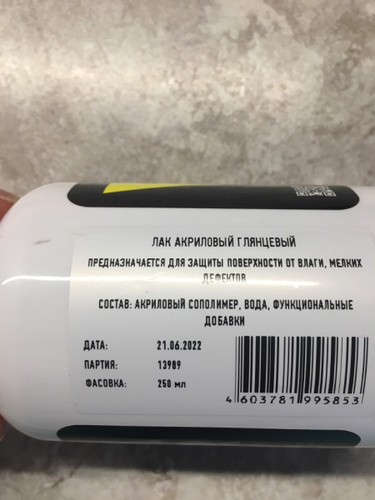 ЛАК АКРИЛОВЫЙ ГЛЯНЦЕВЫЙ
ПРЕДНАЗНАЧАЕТСЯ ДЛЯ ЗАЩИТЫ ПОВЕРХНОСТИ ОТ ВЛАГИ, МЕЛКИХ
ДЕФЕКТОВ
СОСТАВ: АКРИЛОВЫЙ СОПОЛИМЕР, ВОДА, ФУНКЦИОНАЛЬНЫЕ
ДОБАВКИ
ДАТА: 21.06.2022
ПАРТИЯ: 13989
ФАСОВКА: 250 мл
4 603781 995853